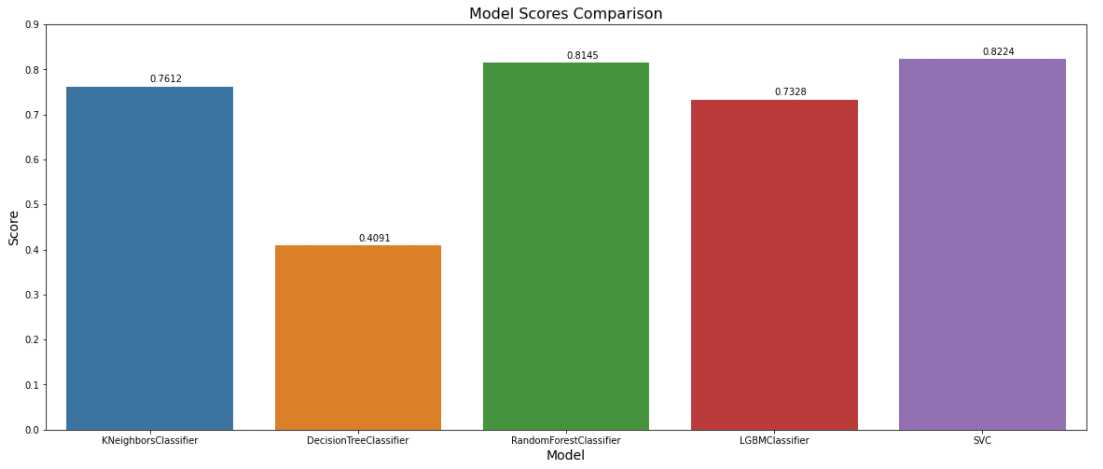 Model Scores Comparison
0.9
0.8
0.7
0.6
0.5
0.4
0.3
0.2
0.1
0.0
Score
0.7612
0.4091
0.8145
0.7328
0.8224
KNeighborsClassifier
DecisionTreeClassifier
RandomForestClassifier
LGBMClassifier
SVC
Model